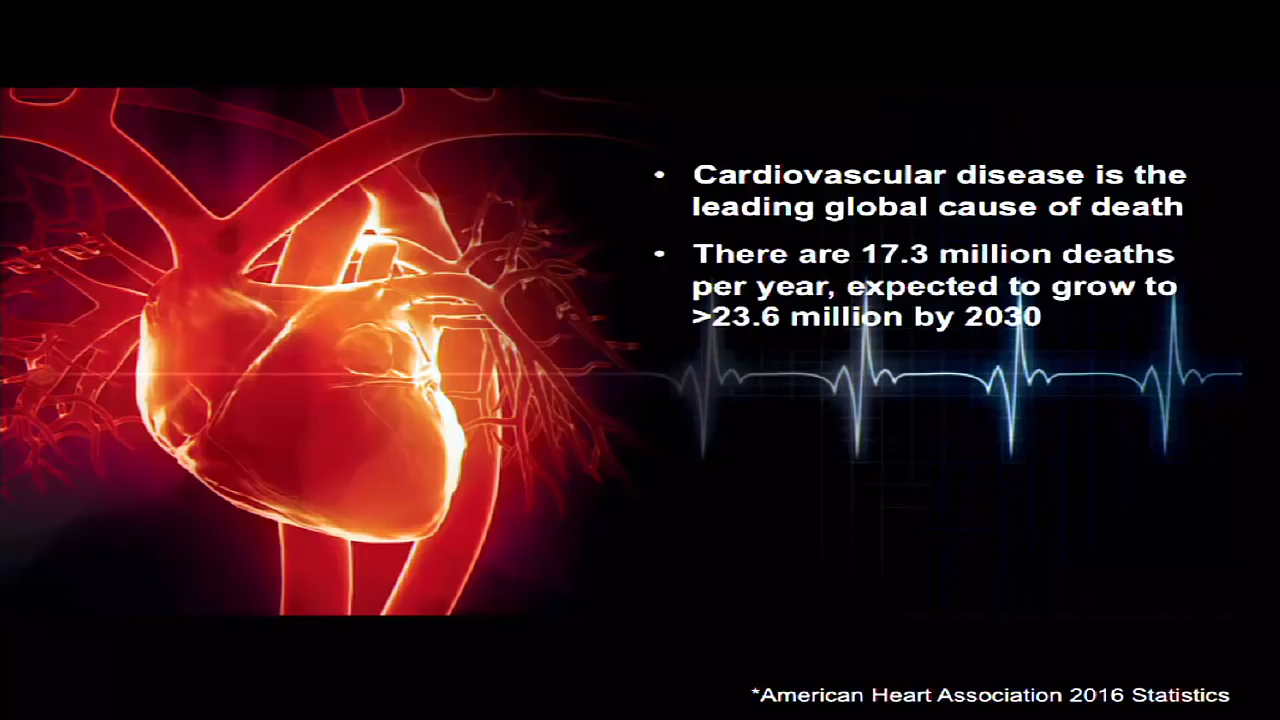 • Cardiovascular disease is the
leading global cause of death
• There are 17.3 million deaths
per year, expected to grow to
>23.6 million by 2030
*American Heart Association 2016 Statistics